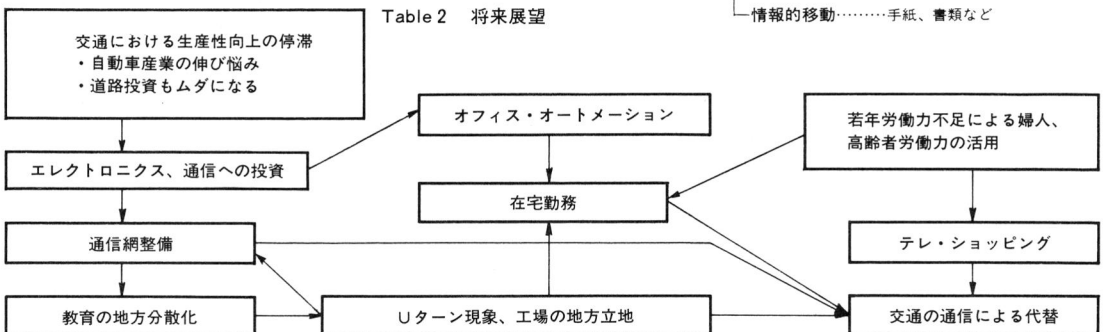 Table 2 将来展望
情報的移動………手紙、書類など
交通における生産性向上の停滞
・自動車産業の伸び悩み
・道路投資もムダになる
オフィス・オートメーション
若年労働力不足による婦人、
高齢者労働力の活用
エレクトロニクス、通信への投資
在宅勤務
通信網整備
テレ・ショッピング
教育の地方分散化
Uターン現象、工場の地方立地
交通の通信による代替